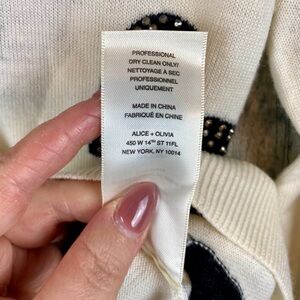 PROFESSIONAL
DRY CLEAN ONLY/
NETTOYAGE A SEC
PROFESSIONNEL
UNIQUEMENT
MADE IN CHINA
FABRIQUÉ EN CHINE
ALICE + OLIVIA
450 W 14TH ST 11FL
NEW YORK, NY 10014